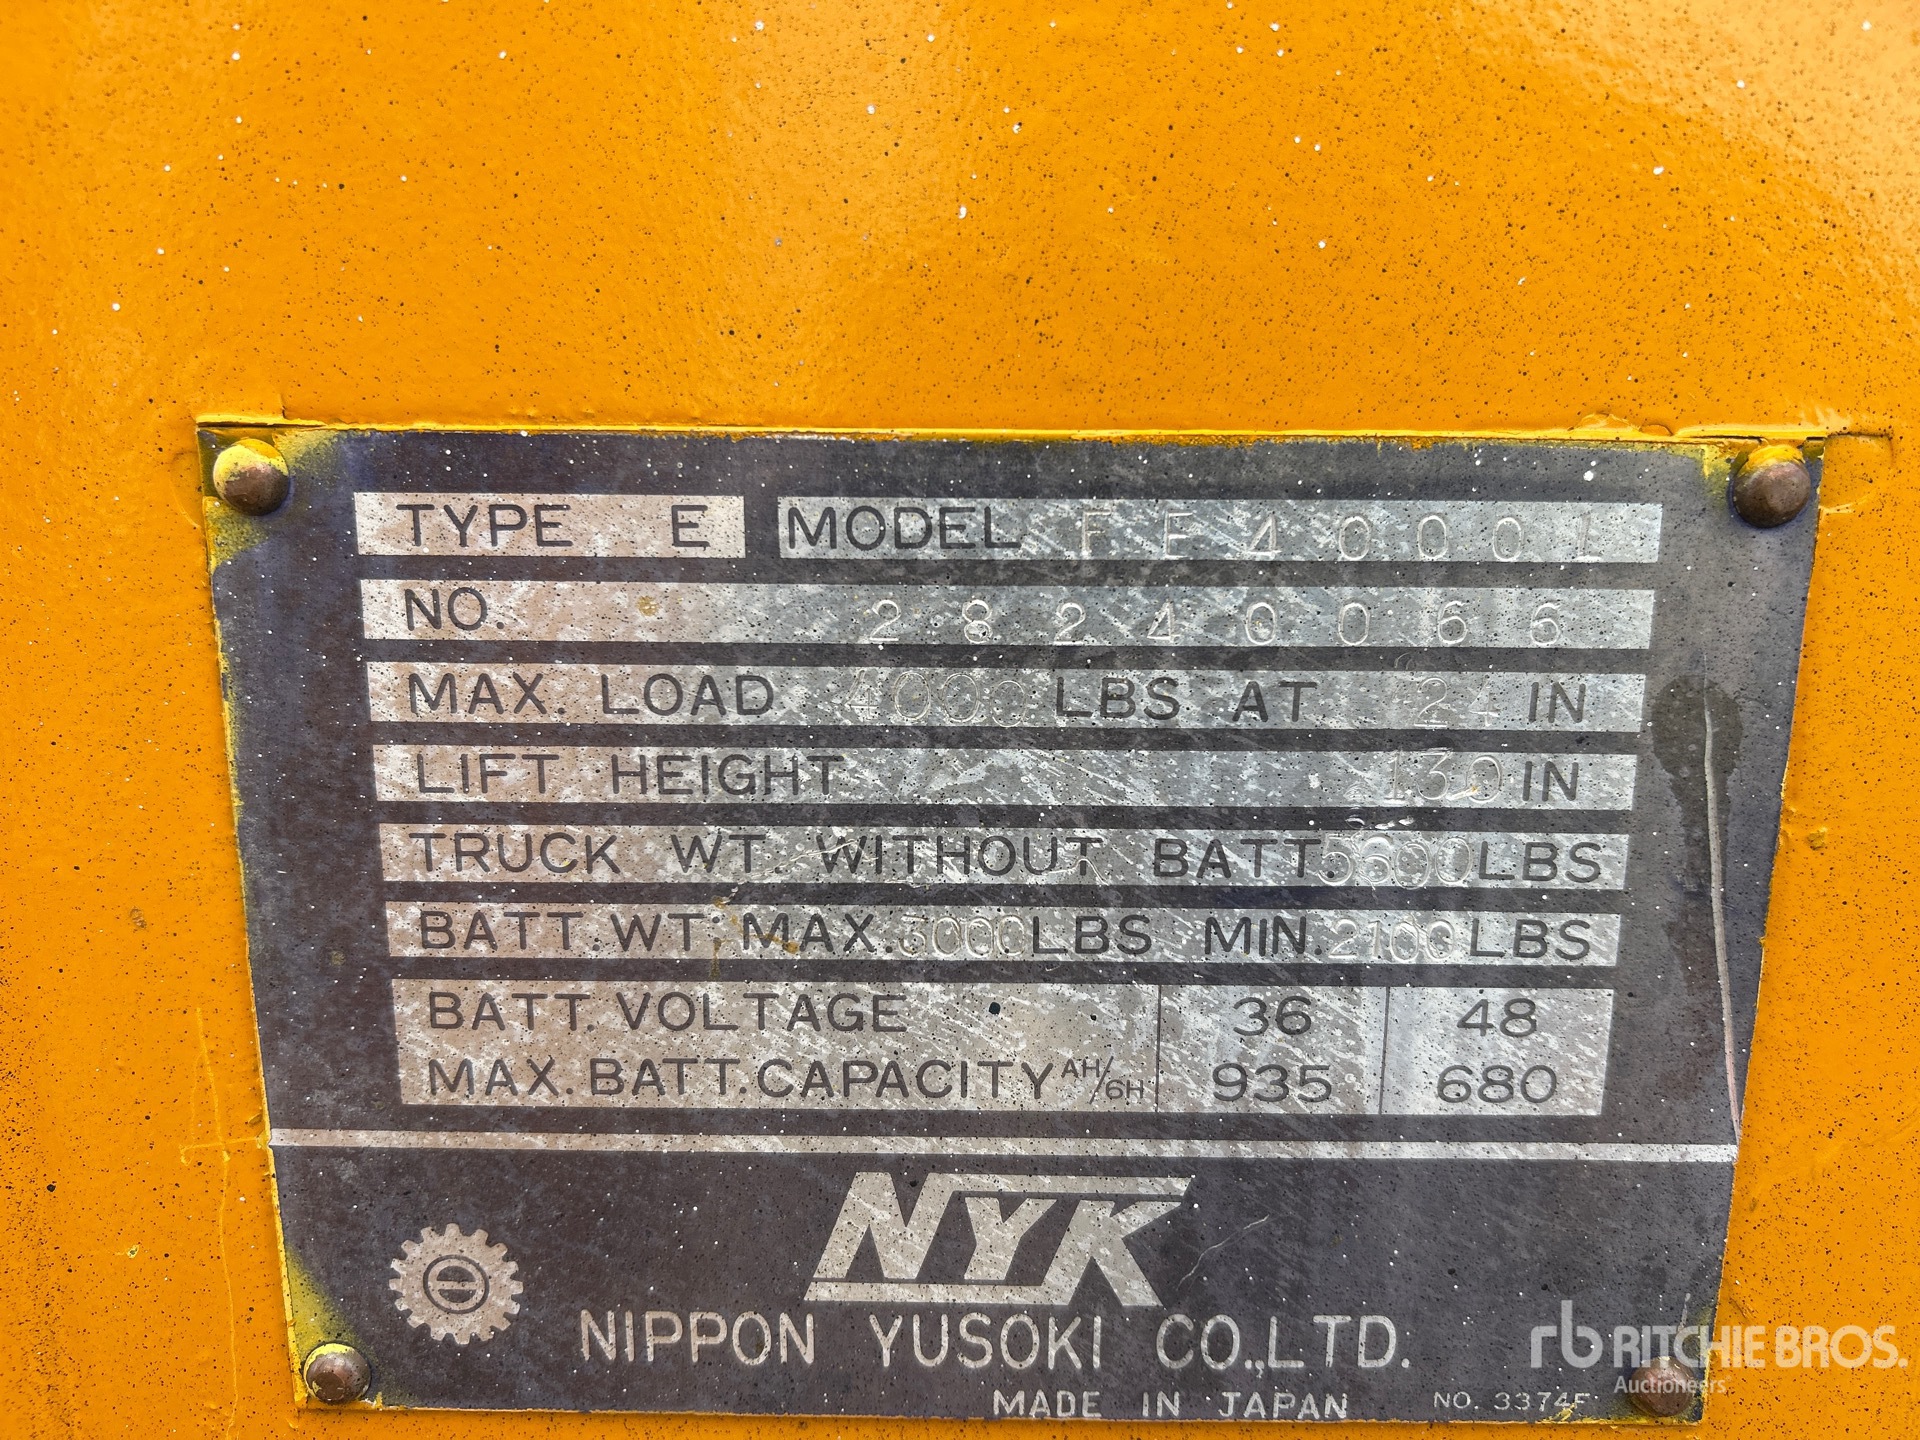 TYPE E MODEL FE4000L
NO. 28240066
MAX. LOAD 4000 LBS AT 24 IN
LIFT HEIGHT 130 IN
TRUCK WT. WITHOUT BATT. 5600 LBS
BATT. WT. MAX. 3000 LBS MIN. 2100 LBS
BATT. VOLTAGE 36 48
MAX. BATT. CAPACITY AH/6H 935 680
NYK
NIPPON YUSOKI CO.,LTD.
MADE IN JAPAN NO. 3374F
rb RITCHIE BROS.
Auctioneers